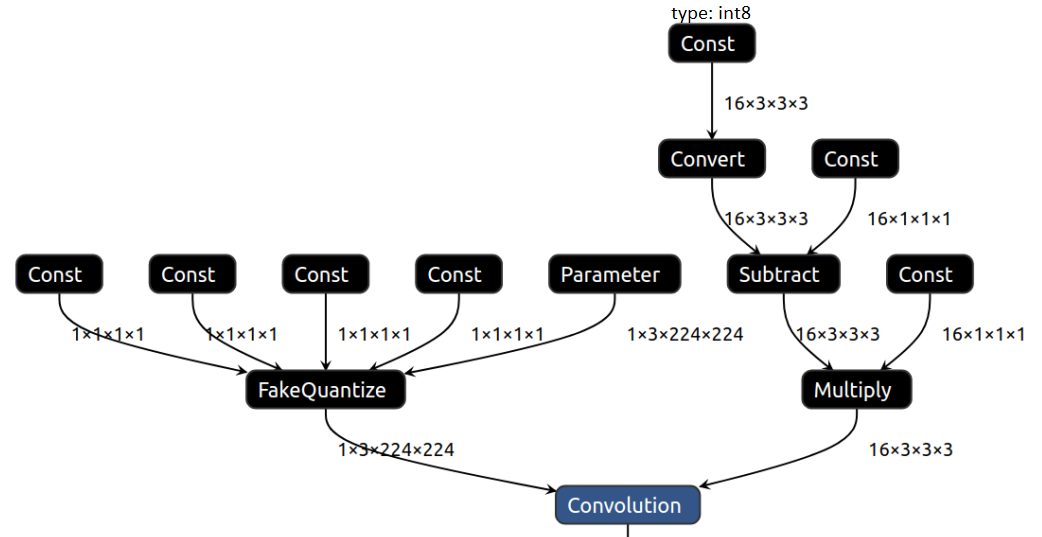 type: int8
Const
16×3×3×3
Convert
Const
16×3×3×3
16×1×1×1
Const
Const
Const
Const
Parameter
Subtract
Const
1×1×1×1
1×1×1×1
1×1×1×1
1×1×1×1
1×3×224×224
16×3×3×3
16×1×1×1
FakeQuantize
Multiply
1×3×224×224
16×3×3×3
Convolution